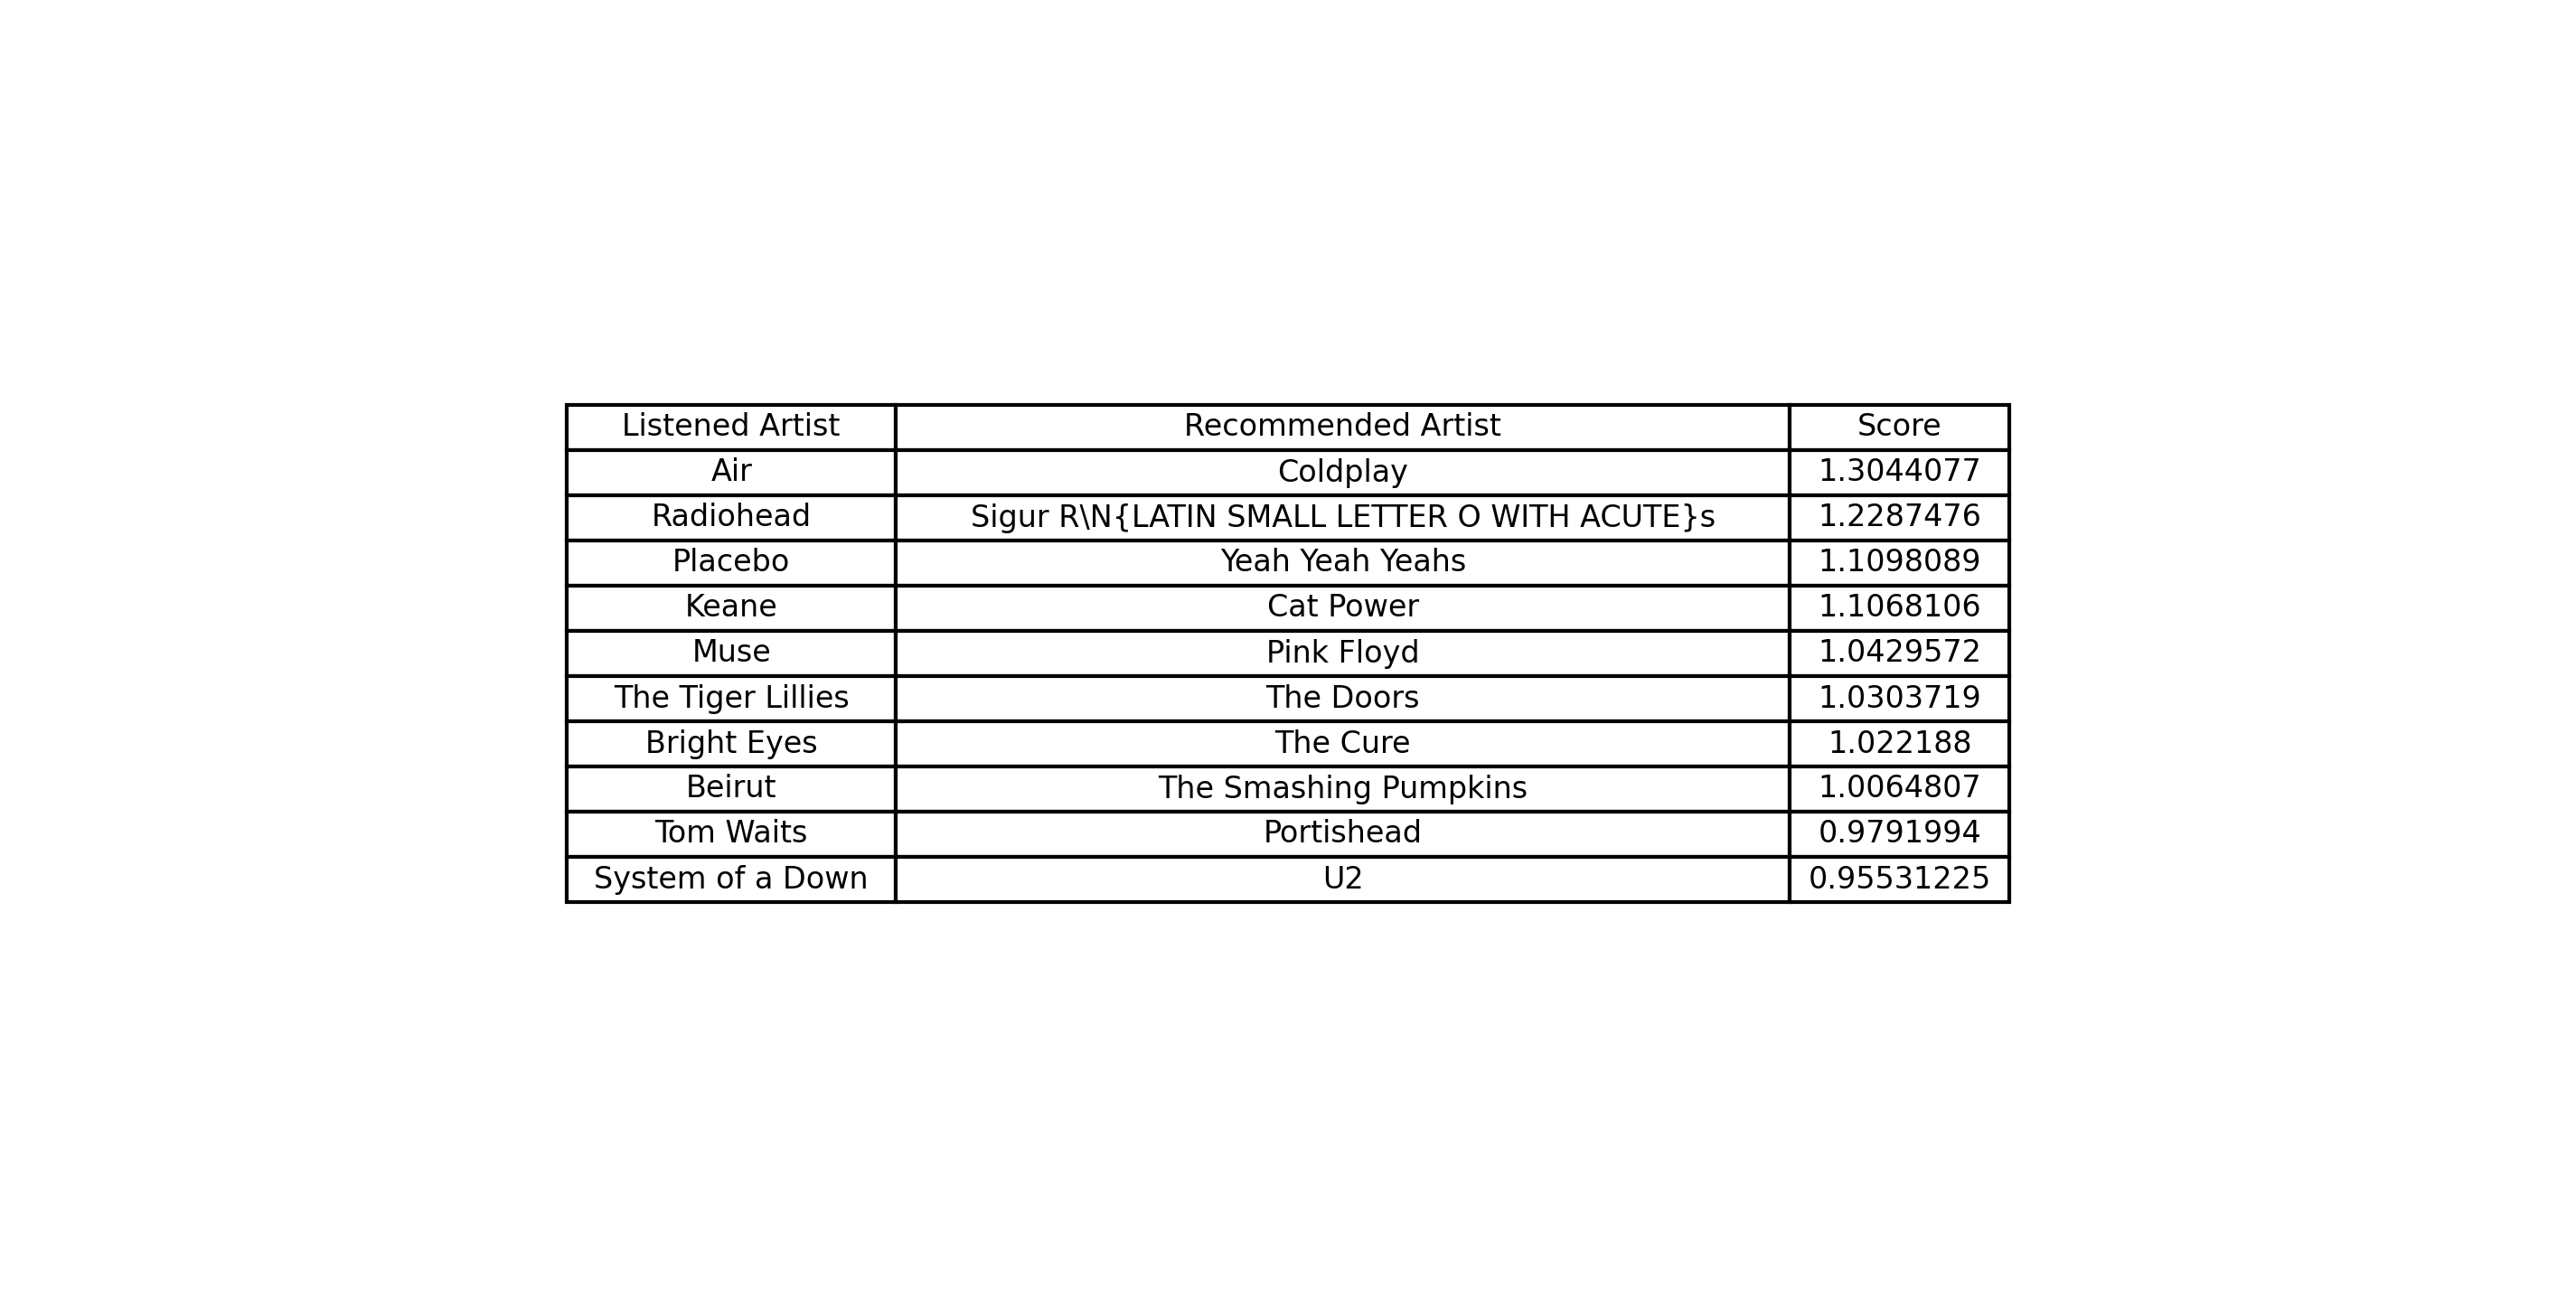 Listened Artist Recommended Artist Score
Air Coldplay 1.3044077
Radiohead Sigur R\N{LATIN SMALL LETTER O WITH ACUTE}s 1.2287476
Placebo Yeah Yeah Yeahs 1.1098089
Keane Cat Power 1.1068106
Muse Pink Floyd 1.0429572
The Tiger Lillies The Doors 1.0303719
Bright Eyes The Cure 1.022188
Beirut The Smashing Pumpkins 1.0064807
Tom Waits Portishead 0.9791994
System of a Down U2 0.95531225